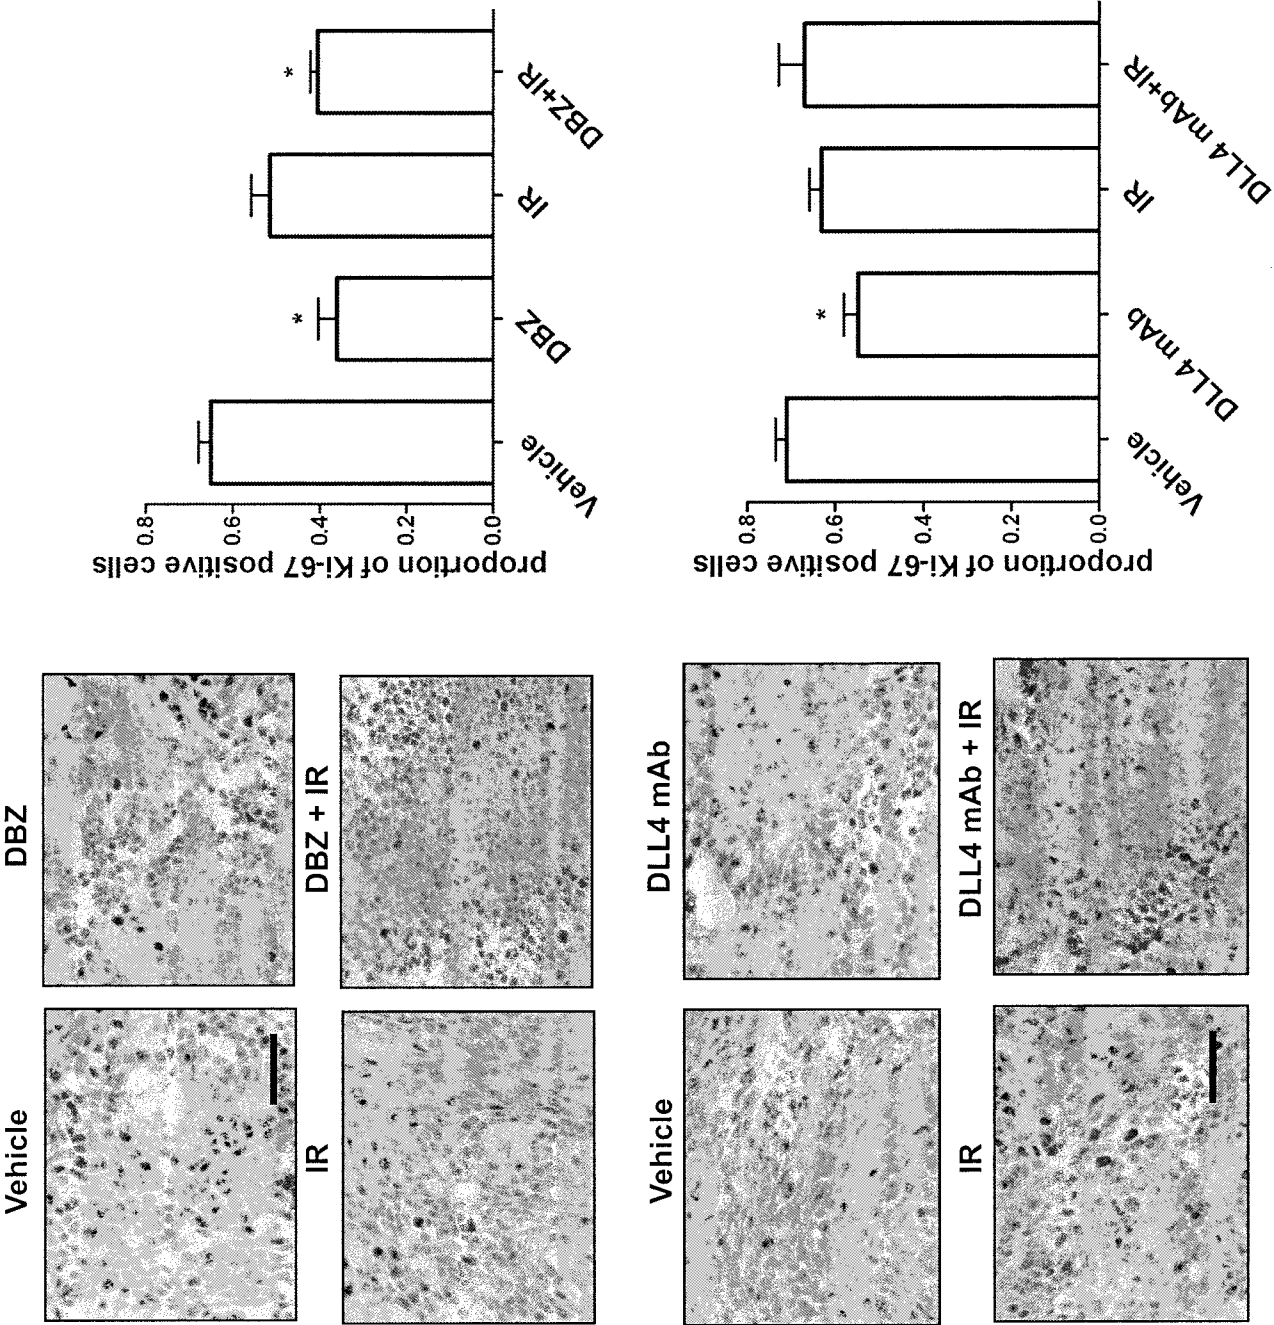 Vehicle
DBZ
IR
DBZ + IR
proportion of Ki-67 positive cells
0.8
0.6
0.4
0.2
0.0
*
*
Vehicle
DBZ
IR
DBZ+IR
Vehicle
DLL4 mAb
IR
DLL4 mAb + IR
proportion of Ki-67 positive cells
0.8
0.6
0.4
0.2
0.0
*
Vehicle
DLL4 mAb
IR
DLL4 mAb+IR